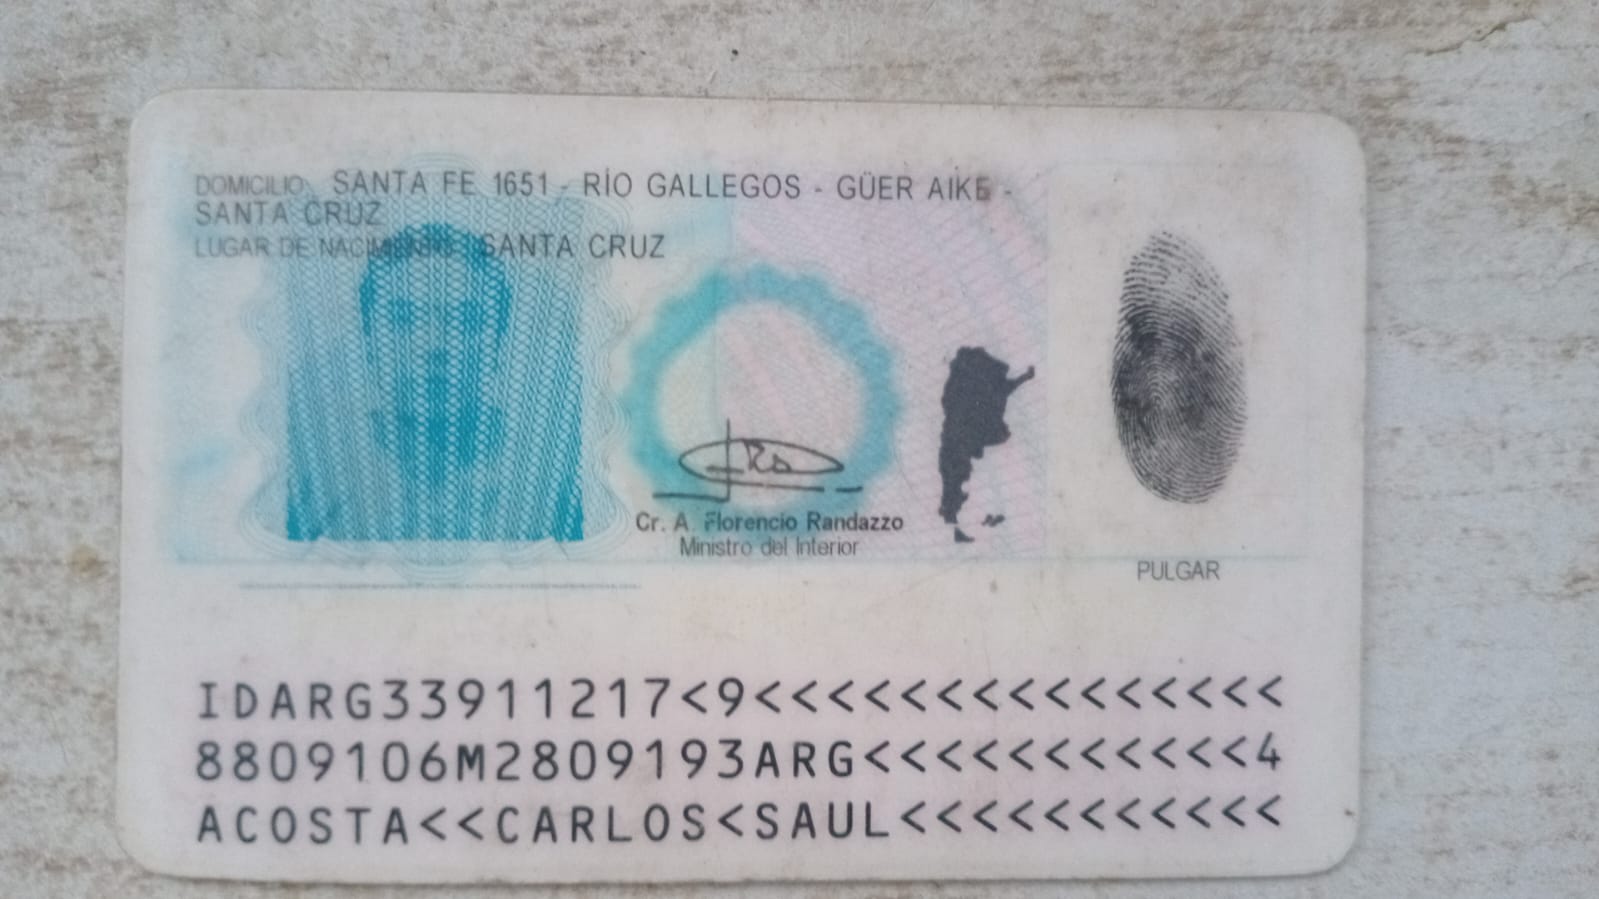 DOMICILIO: SANTA FE 1651 - RÍO GALLEGOS - GÜER AIKE -
SANTA CRUZ
LUGAR DE NACIMIENTO: SANTA CRUZ
Cr. A. Florencio Randazzo
Ministro del Interior
PULGAR
IDARG33911217<9<<<<<<<<<<<<<<<
8809106M2809193ARG<<<<<<<<<<<4
ACOSTA<<CARLOS<SAUL<<<<<<<<<<<